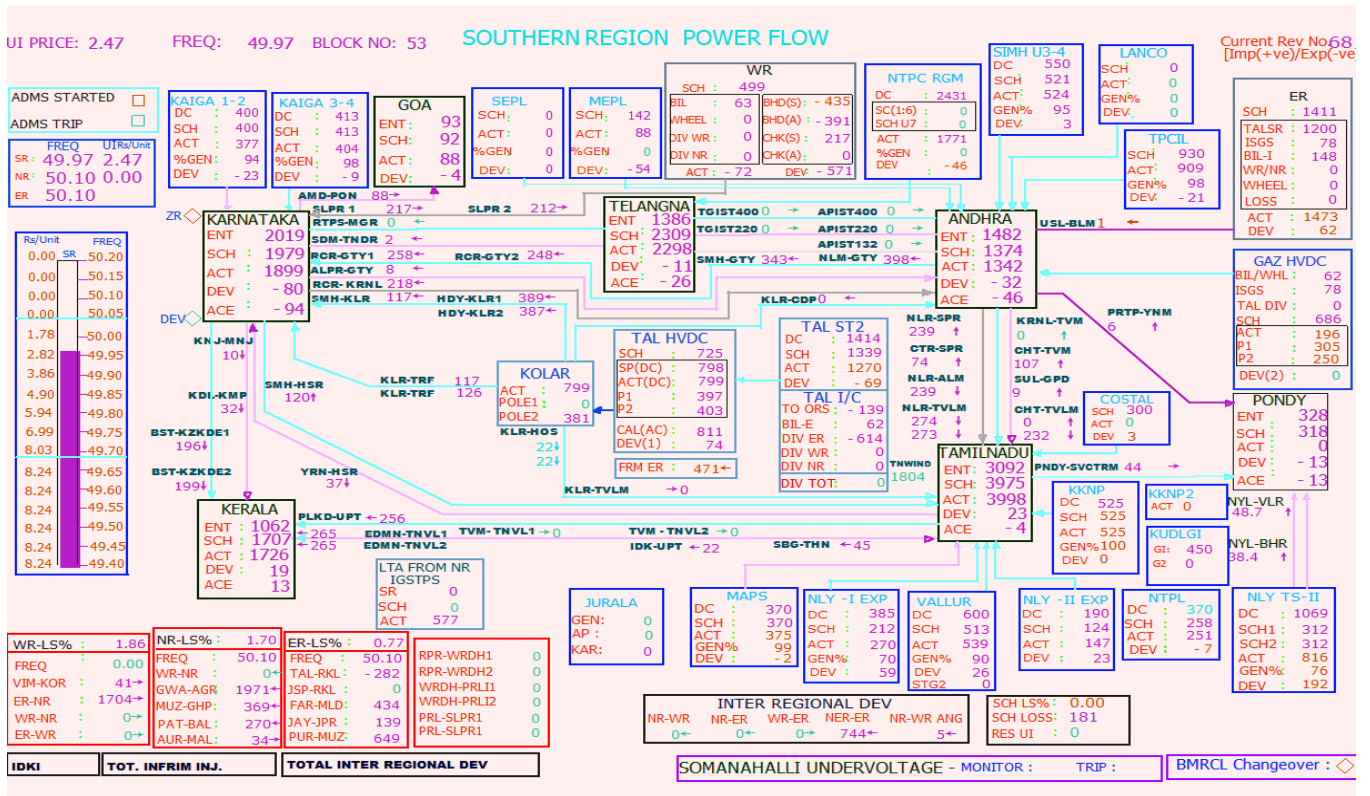 UI PRICE: 2.47 FREQ: 49.97 BLOCK NO: 53 SOUTHERN REGION POWER FLOW
Current Rev No: 68,
[Imp(+ve)/Exp(-ve)
ADMS STARTED
ADMS TRIP
FREQ UIRs/Unit
SR: 49.97 2.47
NR: 50.10 0.00
ER 50.10
KAIGA 1-2
DC : 400
SCH : 400
ACT : 377
%GEN : 94
DEV : - 23
KAIGA 3-4
DC : 413
SCH : 413
ACT : 404
%GEN : 98
DEV : - 9
GOA
ENT: 93
SCH: 92
ACT: 88
DEV: - 4
SEPL
SCH: 0
ACT: 0
%GEN 0
DEV: 0
MEPL
SCH: 142
ACT: 88
%GEN 0
DEV: -54
WR
SCH : 499
BIL : 63
WHEEL : 0
DIV WR : 0
DIV NR : 0
BHD(S): - 435
BHD(A): - 391
CHK(S): 217
CHK(A): 0
ACT : - 72 DEV: - 571
NTPC RGM
DC : 2431
SC(1:6) : 0
SCH U7 : 0
ACT : 1771
%GEN : 0
DEV - 46
SIMH U3-4
DC : 550
SCH : 521
ACT : 524
GEN% 95
DEV: 3
LANCO
SCH 0
ACT: 0
GEN% 0
DEV: 0
TPCIL
SCH 930
ACT 909
GEN% 98
DEV: -21
ER
SCH : 1411
TALSR : 1200
ISGS : 78
BIL-I : 148
WR/NR : 0
WHEEL : 0
LOSS : 0
ACT : 1473
DEV : 62
AMD-PON 88→
SLPR 1 217→ SLPR 2 212→
RTPS-MGR 0
SDM-TNDR 2 ←
RCR-GTY1 258← RCR-GTY2 248←
ALPR-GTY 8 ←
RCR- KRNL 218←
SMH-KLR 117← HDY-KLR1 389←
HDY-KLR2 387←
ZR
DEV
KARNATAKA
ENT 2019
SCH : 1979
ACT : 1899
DEV : - 80
ACE : - 94
TELANGNA
ENT 1386
SCH : 2309
ACT : 2298
DEV : - 11
ACE : - 26
TGIST400 0 → APIST400 0 →
TGIST220 0 → APIST220 0 →
APIST132 0 →
SMH-GTY 343← NLM-GTY 398←
KLR-CDP0 ←
ANDHRA
ENT : 1482
SCH : 1374
ACT : 1342
DEV : - 32
ACE - 46
USL-BLM1 ←
GAZ HVDC
BIL/WHL : 62
ISGS : 78
TAL DIV : 0
SCH : 686
ACT : 196
P1 : 305
P2 : 250
DEV(2) : 0
Rs/Unit SR FREQ
0.00 50.20
0.00 50.15
0.00 50.10
0.00 50.05
1.78 50.00
2.82 49.95
3.86 49.90
4.90 49.85
5.94 49.80
6.99 49.75
8.03 49.70
8.24 49.65
8.24 49.60
8.24 49.55
8.24 49.50
8.24 49.45
8.24 49.40
KNJ-MNJ
10↓
KDL-KMP
32↓
SMH-HSR
120↑
BST-KZKDE1
196↓
BST-KZKDE2
199↓
YRN-HSR
37↓
KLR-TRF 117
KLR-TRF 126
KOLAR
ACT : 799
POLE1 : 0
POLE2 381
KLR-HOS
22↓
22↓
TAL HVDC
SCH : 725
SP(DC) : 798
ACT(DC): 799
P1 : 397
P2 : 403
CAL(AC) : 811
DEV(1) : 74
FRM ER : 471←
TAL ST2
DC : 1414
SCH : 1339
ACT : 1270
DEV : - 69
TAL I/C
TO ORS : - 139
BIL-E : 62
DIV ER : - 614
DIV WR : 0
DIV NR : 0
DIV TOT: 0
TNWIND
1804
NLR-SPR
239 ↑
CTR-SPR
74 ↑
NLR-ALM
239 ↓
NLR-TVLM
274 ↓
273 ↓
KRNL-TVM
0 ↑
CHT-TVM
107 ↑
SUL-GPD
9 ↑
CHT-TVLM
0 ↑
232 ↓
PRTP-YNM
6 ↑
COSTAL
SCH 300
ACT 0
DEV 3
PONDY
ENT : 328
SCH : 318
ACT : 0
DEV : - 13
ACE : - 13
TAMILNADU
ENT: 3092
SCH: 3975
ACT: 3998
DEV: 23
ACE - 4
PNDY-SVCTRM 44 →
KLR-TVLM → 0
KERALA
ENT : 1062
SCH : 1707
ACT : 1726
DEV : 19
ACE 13
PLKD-UPT ← 256
←265 EDMN-TNVL1 TVM-TNVL1→0 TVM - TNVL2→0
←265 EDMN-TNVL2 IDK-UPT ← 22 SBG-THN ← 45
KKNP
DC 525
SCH 525
ACT 525
GEN%100
DEV 0
KKNP2
ACT 0
KUDLGI
GI: 450
G2 0
NYL-VLR
48.7 ↑
NYL-BHR
38.4 ↑
LTA FROM NR
IGSTPS
SR 0
SCH 0
ACT 577
JURALA
GEN: 0
AP : 0
KAR: 0
MAPS
DC : 370
SCH : 370
ACT 375
GEN% 99
DEV : - 2
NLY -I EXP
DC : 385
SCH : 212
ACT : 270
GEN% 70
DEV : 59
VALLUR
DC : 600
SCH 513
ACT 539
GEN% 90
DEV 26
STG2 0
NLY -II EXP
DC : 190
SCH : 124
ACT 147
DEV : 23
NTPL
DC : 370
SCH : 258
ACT : 251
DEV : - 7
NLY TS-II
DC : 1069
SCH1 : 312
SCH2 : 312
ACT : 816
GEN%: 76
DEV : 192
WR-LS% : 1.86
FREQ 0.00
VIM-KOR : 41→
ER-NR : 1704→
WR-NR : 0→
ER-WR : 0→
NR-LS% : 1.70
FREQ : 50.10
WR-NR : 0←
GWA-AGR 1971←
MUZ-GHP: 369←
PAT-BAL : 270←
AUR-MAL: 34→
ER-LS% : 0.77
FREQ : 50.10
TAL-RKL : - 282
JSP-RKL : 0
FAR-MLD: 434
JAY-JPR : 139
PUR-MUZ: 649
RPR-WRDH1 0
RPR-WRDH2 0
WRDH-PRLI1 0
WRDH-PRLI2 0
PRL-SLPR1 0
PRL-SLPR1 0
INTER REGIONAL DEV
NR-WR NR-ER WR-ER NER-ER NR-WR ANG
0← 0← 0→ 744← 5←
SCH LS% : 0.00
SCH LOSS: 181
RES UI : 0
IDKI TOT. INFRIM INJ. TOTAL INTER REGIONAL DEV
SOMANAHALLI UNDERVOLTAGE - MONITOR : TRIP :
BMRCL Changeover :